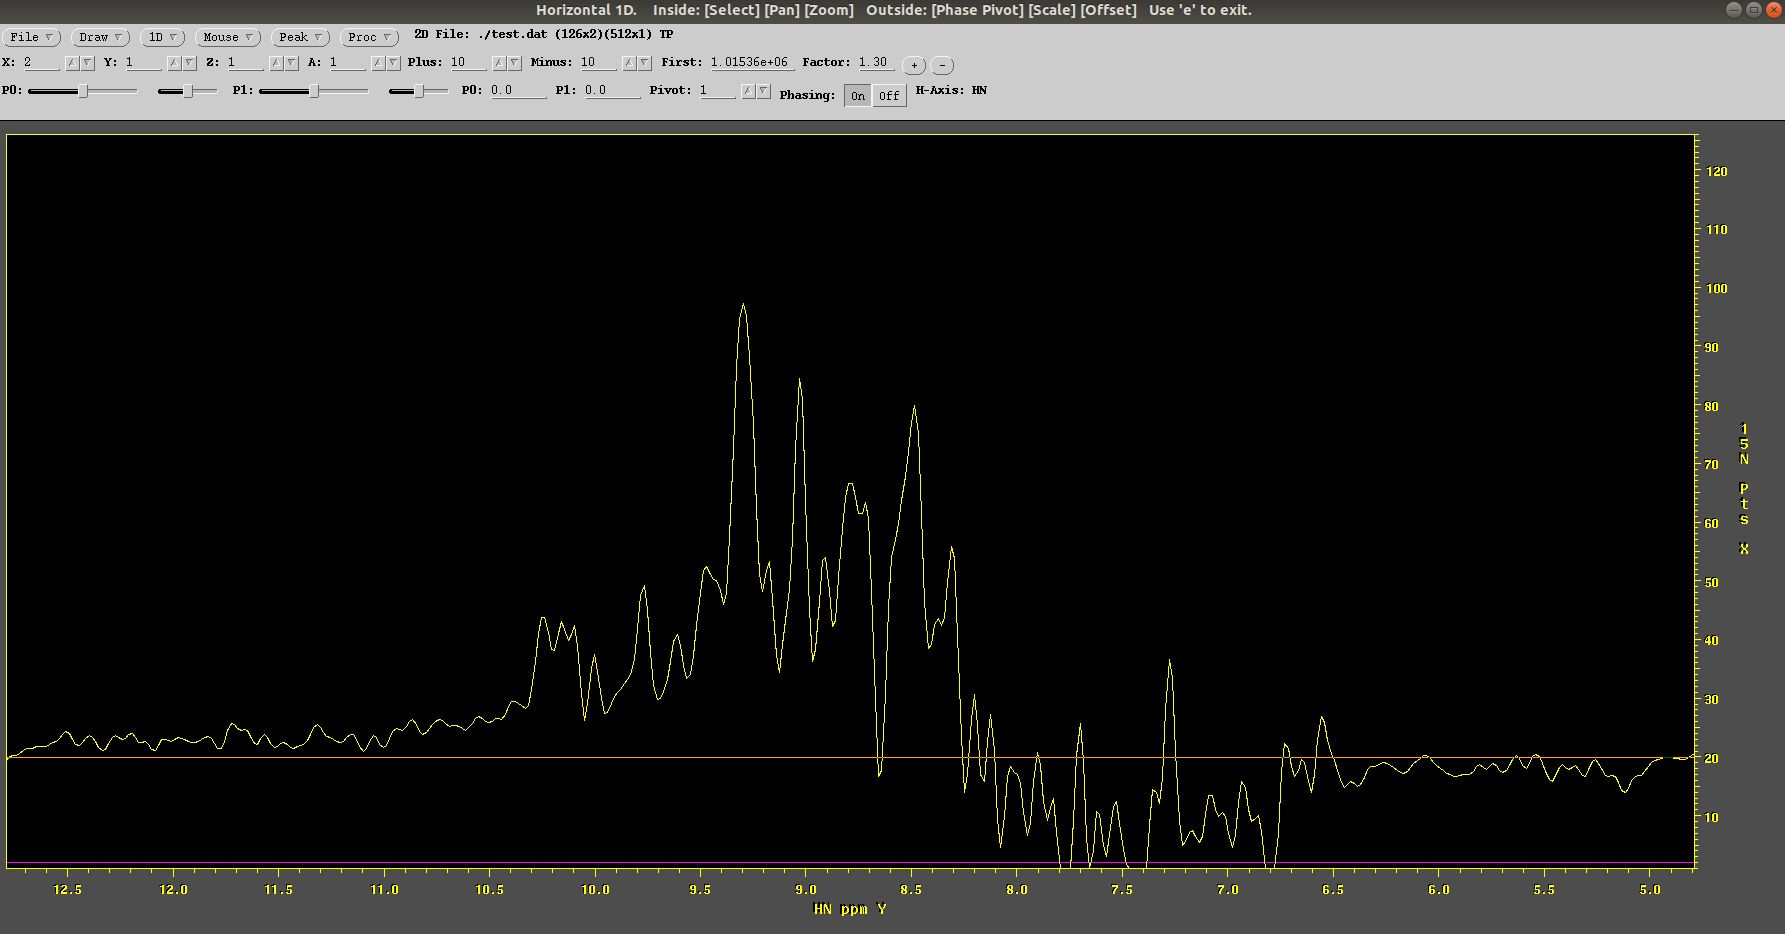 Horizontal 1D. Inside: [Select] [Pan] [Zoom] Outside: [Phase Pivot] [Scale] [Offset] Use 'e' to exit.
File Draw 1D Mouse Peak Proc 2D File: ./test.dat (126x2)(512x1) TP
X: 2 Y: 1 Z: 1 A: 1 Plus: 10 Minus: 10 First: 1.01536e+06 Factor: 1.30 + -
P0: P1: P0: 0.0 P1: 0.0 Pivot: 1 Phasing: On Off H-Axis: HN
120
110
100
90
80
70
60
50
40
30
20
10
15N Pts X
12.5 12.0 11.5 11.0 10.5 10.0 9.5 9.0 8.5 8.0 7.5 7.0 6.5 6.0 5.5 5.0
HN ppm Y